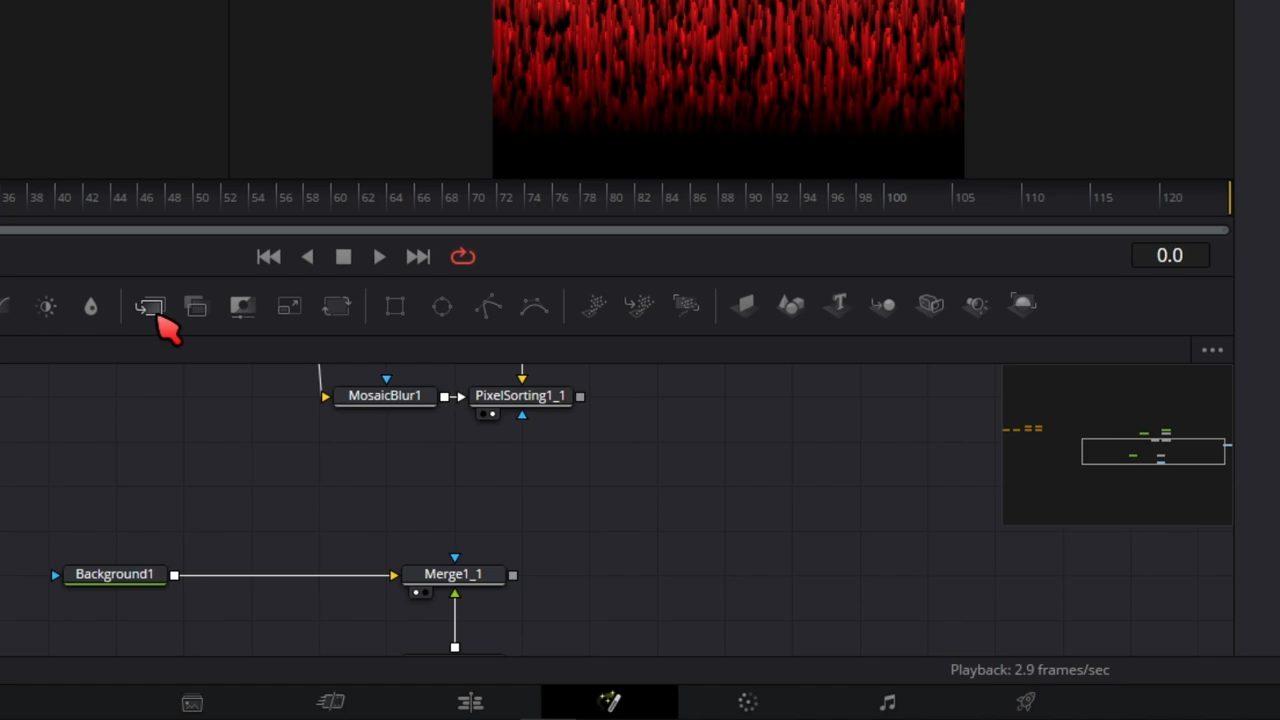 36 38 40 42 44 46 48 50 52 54 56 58 60 62 64 66 68 70 72 74 76 78 80 82 84 86 88 90 92 94 96 98 100 105 110 115 120
0.0
MosaicBlur1 PixelSorting1_1
Background1 Merge1_1
Playback: 2.9 frames/sec